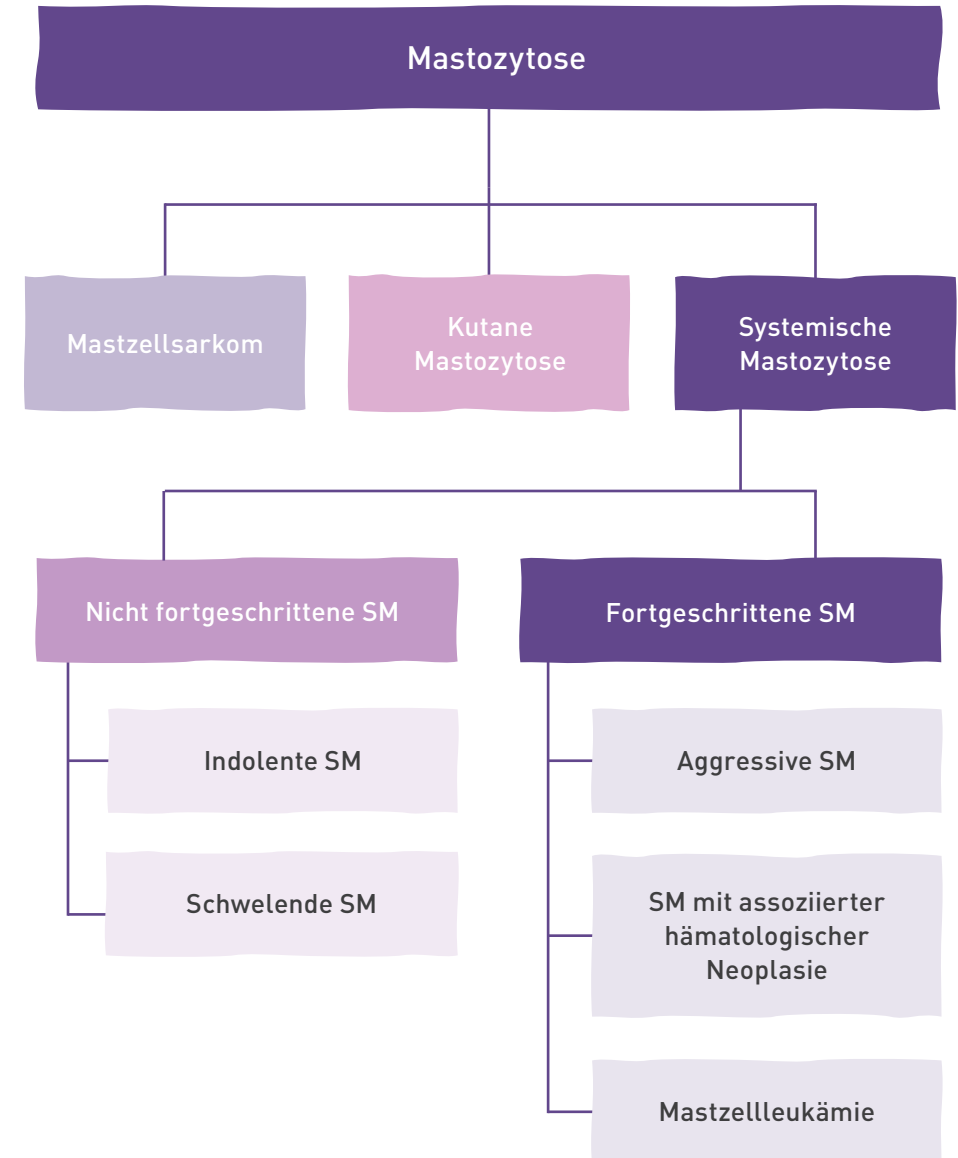 Mastozytose
Mastzellsarkom
Kutane
Mastozytose
Systemische
Mastozytose
Nicht fortgeschrittene SM
Indolente SM
Schwelende SM
Fortgeschrittene SM
Aggressive SM
SM mit assoziierter
hämatologischer
Neoplasie
Mastzellleukämie